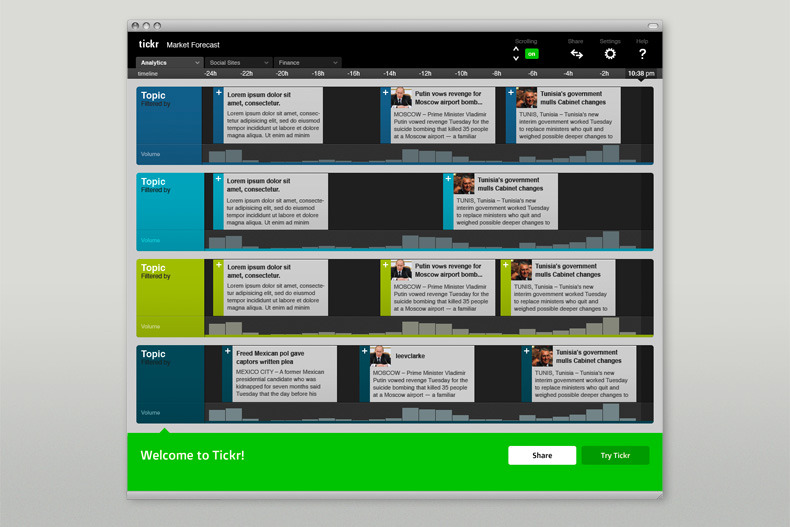 tickr Market Forecast
Scrolling Share Settings Help
on
Analytics Social Sites Finance
timeline -24h -22h -20h -18h -16h -14h -12h -10h -8h -6h -4h -2h 10:38 pm
Topic
Filtered by
Volume
+ Lorem ipsum dolor sit
amet, consectetur.
Lorem ipsum dolor sit amet, consec-
tetur, adipisicing elit, sed do eiusmod
tempor incididunt ut labore et dolore
magna aliqua. Ut enim ad minim
+ Putin vows revenge for
Moscow airport bomb...
MOSCOW – Prime Minister Vladimir
Putin vowed revenge Tuesday for the
suicide bombing that killed 35 people
at a Moscow airport — a familiar
+ Tunisia's government
mulls Cabinet changes
TUNIS, Tunisia – Tunisia's new
interim government worked Tuesday
to replace ministers who quit and
weighed possible deeper changes to
Topic
Filtered by
Volume
+ Lorem ipsum dolor sit
amet, consectetur.
Lorem ipsum dolor sit amet, consectetur,
adipisicing elit, sed do eiusmod
tempor incididunt ut labore et dolore
magna aliqua. Ut enim ad minim
+ Tunisia's government
mulls Cabinet changes
TUNIS, Tunisia – Tunisia's new
interim government worked Tuesday
to replace ministers who quit and
weighed possible deeper changes to
Topic
Filtered by
Volume
+ Lorem ipsum dolor sit
amet, consectetur.
Lorem ipsum dolor sit amet, consectetur,
adipisicing elit, sed do eiusmod
tempor incididunt ut labore et dolore
magna aliqua. Ut enim ad minim
+ Putin vows revenge for
Moscow airport bomb...
MOSCOW – Prime Minister Vladimir
Putin vowed revenge Tuesday for the
suicide bombing that killed 35 people
at a Moscow airport — a familiar
+ Tunisia's government
mulls Cabinet changes
TUNIS, Tunisia – Tunisia's new
interim government worked Tuesday
to replace ministers who quit and
weighed possible deeper changes to
Topic
Filtered by
Volume
+ Freed Mexican pol gave
captors written plea
MEXICO CITY – A former Mexican
presidential candidate who was
kidnapped for seven months said
Tuesday that the day before his
+ leevclarke
MOSCOW – Prime Minister Vladimir
Putin vowed revenge Tuesday for the
suicide bombing that killed 35 people
at a Moscow airport — a familiar
+ Tunisia's government
mulls Cabinet changes
TUNIS, Tunisia – Tunisia's new
interim government worked Tuesday
to replace ministers who quit and
weighed possible deeper changes to
Welcome to Tickr!
Share
Try Tickr